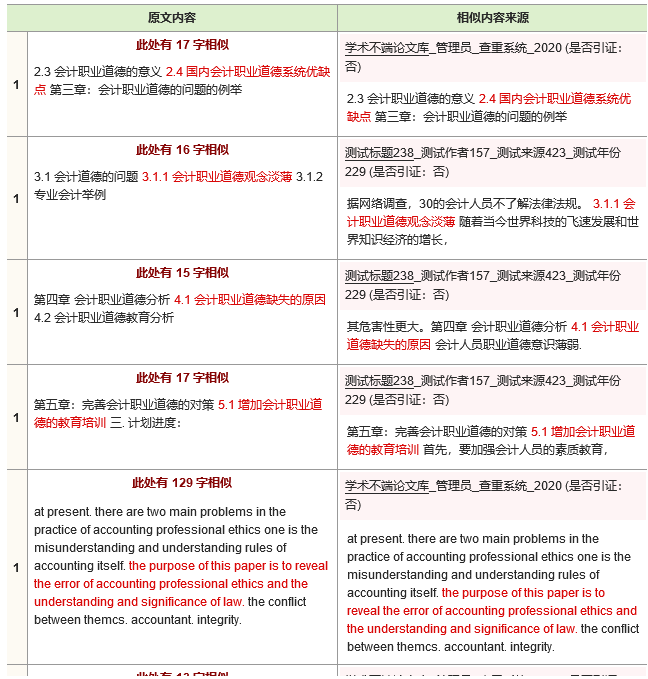 原文内容
相似内容来源
1
此处有 17 字相似
2.3 会计职业道德的意义 2.4 国内会计职业道德系统优缺
点 第三章：会计职业道德的问题的例举
学术不端论文库_管理员_查重系统_2020 (是否引证：
否)
2.3 会计职业道德的意义 2.4 国内会计职业道德系统优
缺点 第三章：会计职业道德的问题的例举
1
此处有 16 字相似
3.1 会计道德的问题 3.1.1 会计职业道德观念淡薄 3.1.2
专业会计举例
测试标题238_测试作者157_测试来源423_测试年份
229 (是否引证：否)
据网络调查，30的会计人员不了解法律法规。 3.1.1 会
计职业道德观念淡薄 随着当今世界科技的飞速发展和世
界知识经济的增长，
1
此处有 15 字相似
第四章 会计职业道德分析 4.1 会计职业道德缺失的原因
4.2 会计职业道德教育分析
测试标题238_测试作者157_测试来源423_测试年份
229 (是否引证：否)
其危害性更大。第四章 会计职业道德分析 4.1 会计职业
道德缺失的原因 会计人员职业道德意识薄弱.
1
此处有 17 字相似
第五章：完善会计职业道德的对策 5.1 增加会计职业道
德的教育培训 三. 计划进度：
测试标题238_测试作者157_测试来源423_测试年份
229 (是否引证：否)
第五章：完善会计职业道德的对策 5.1 增加会计职业道
德的教育培训 首先，要加强会计人员的素质教育，
1
此处有 129 字相似
at present. there are two main problems in the
practice of accounting professional ethics one is the
misunderstanding and understanding rules of
accounting itself. the purpose of this paper is to reveal
the error of accounting professional ethics and the
understanding and significance of law. the conflict
between themcs. accountant. integrity.
学术不端论文库_管理员_查重系统_2020 (是否引证：
否)
at present. there are two main problems in the
practice of accounting professional ethics one is the
misunderstanding and understanding rules of
accounting itself. the purpose of this paper is to
reveal the error of accounting professional ethics and
the understanding and significance of law. the conflict
between themcs. accountant. integrity.